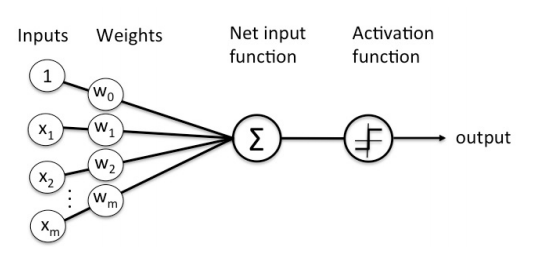 Inputs Weights Net input function Activation function
1 w0
x1 w1
x2 w2
⋮ wm
xm
Σ
output